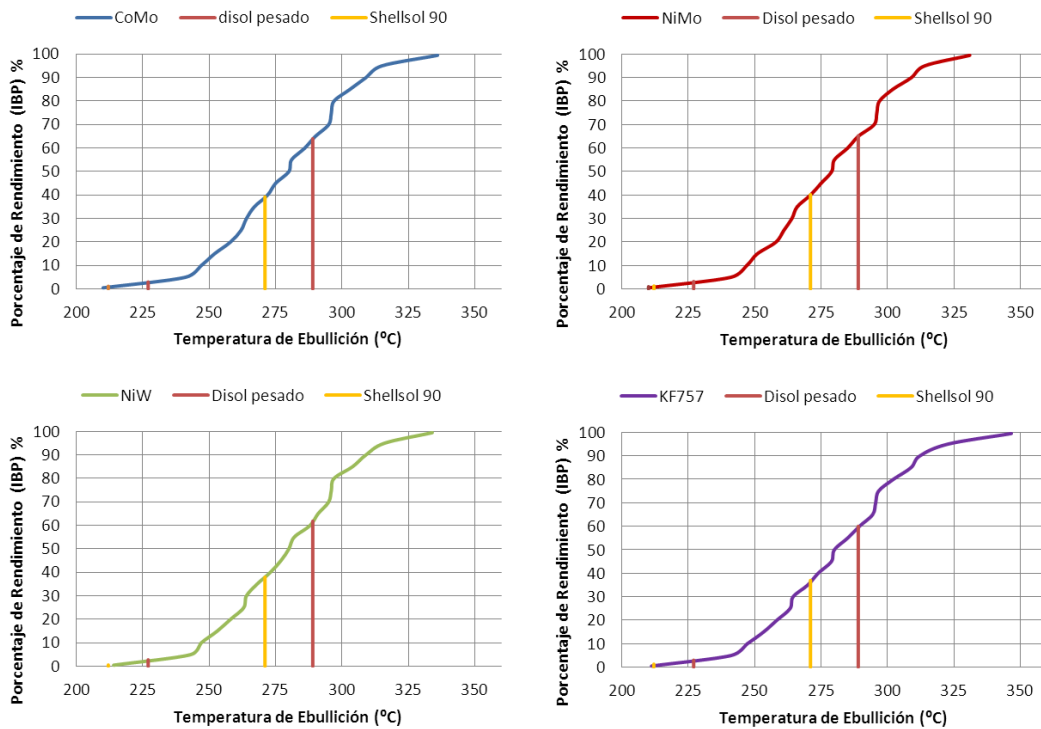 CoMo disol pesado Shellsol 90
Porcentaje de Rendimiento (IBP) %
100
90
80
70
60
50
40
30
20
10
0
200 225 250 275 300 325 350
Temperatura de Ebullición (ºC)
NiMo Disol pesado Shellsol 90
Porcentaje de Rendimiento (IBP) %
100
90
80
70
60
50
40
30
20
10
0
200 225 250 275 300 325 350
Temperatura de Ebullición (ºC)
NiW Disol pesado Shellsol 90
Porcentaje de Rendimiento (IBP) %
100
90
80
70
60
50
40
30
20
10
0
200 225 250 275 300 325 350
Temperatura de Ebullición (ºC)
KF757 Disol pesado Shellsol 90
Porcentaje de Rendimiento (IBP) %
100
90
80
70
60
50
40
30
20
10
0
200 225 250 275 300 325 350
Temperatura de Ebullición (ºC)